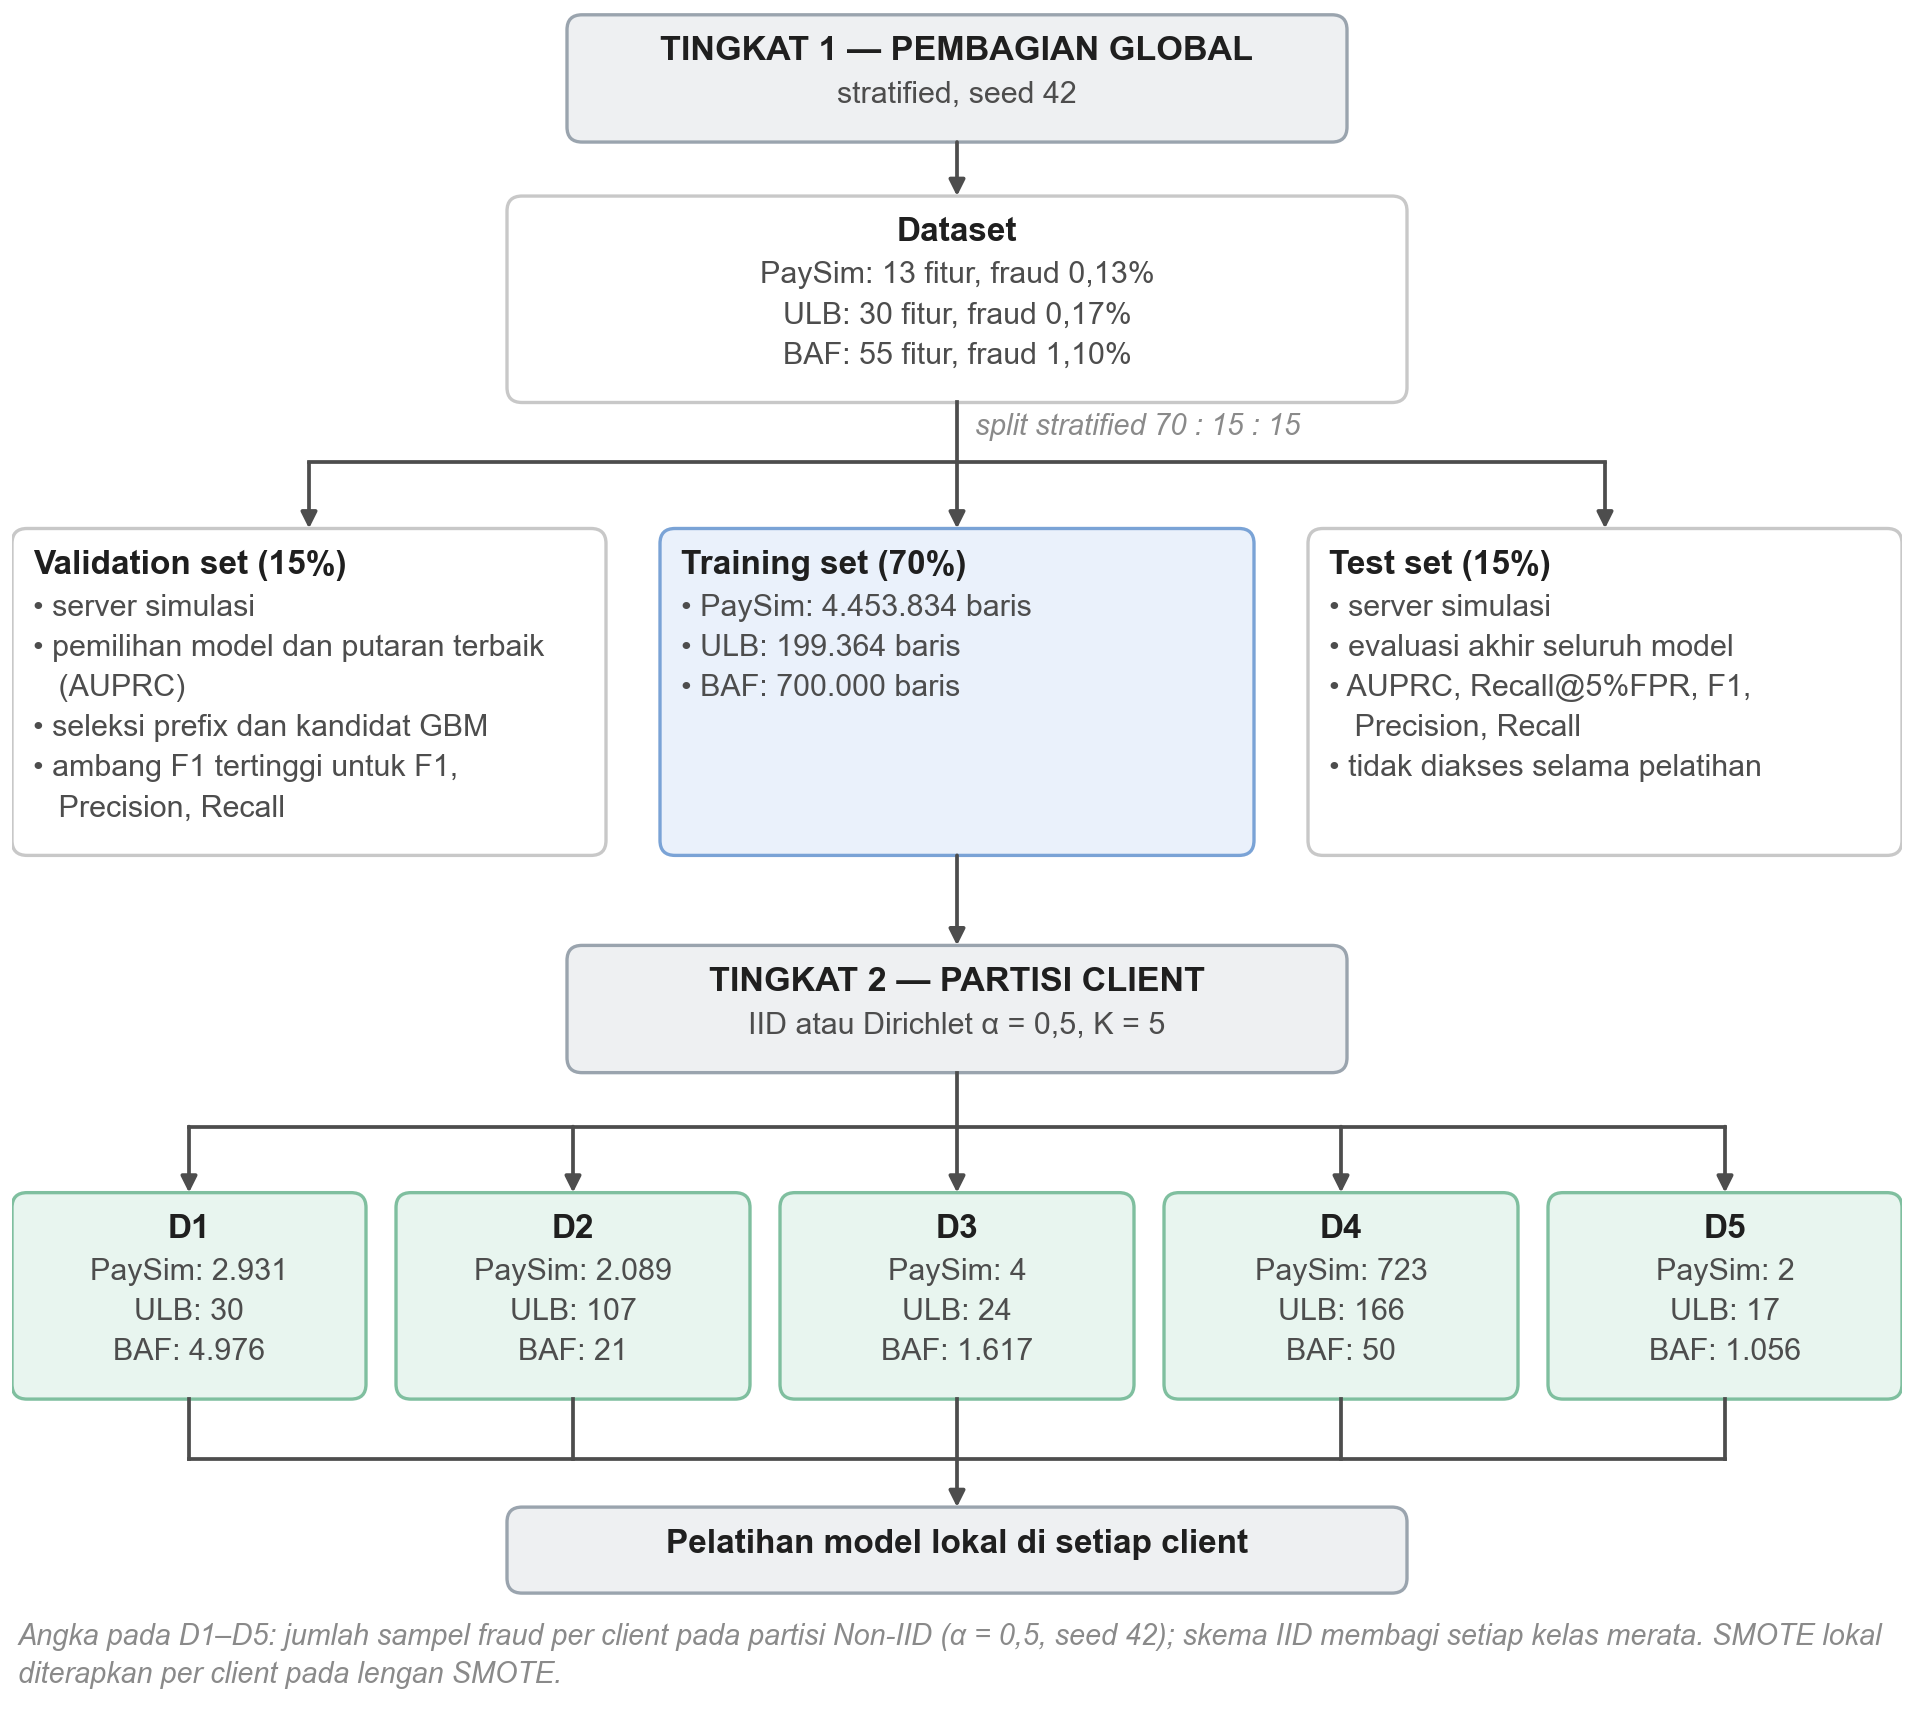 TINGKAT 1 — PEMBAGIAN GLOBAL
stratified, seed 42
Dataset
PaySim: 13 fitur, fraud 0,13%
ULB: 30 fitur, fraud 0,17%
BAF: 55 fitur, fraud 1,10%
split stratified 70 : 15 : 15
Validation set (15%)
• server simulasi
• pemilihan model dan putaran terbaik
(AUPRC)
• seleksi prefix dan kandidat GBM
• ambang F1 tertinggi untuk F1,
Precision, Recall
Training set (70%)
• PaySim: 4.453.834 baris
• ULB: 199.364 baris
• BAF: 700.000 baris
Test set (15%)
• server simulasi
• evaluasi akhir seluruh model
• AUPRC, Recall@5%FPR, F1,
Precision, Recall
• tidak diakses selama pelatihan
TINGKAT 2 — PARTISI CLIENT
IID atau Dirichlet α = 0,5, K = 5
D1
PaySim: 2.931
ULB: 30
BAF: 4.976
D2
PaySim: 2.089
ULB: 107
BAF: 21
D3
PaySim: 4
ULB: 24
BAF: 1.617
D4
PaySim: 723
ULB: 166
BAF: 50
D5
PaySim: 2
ULB: 17
BAF: 1.056
Pelatihan model lokal di setiap client
Angka pada D1–D5: jumlah sampel fraud per client pada partisi Non-IID (α = 0,5, seed 42); skema IID membagi setiap kelas merata. SMOTE lokal
diterapkan per client pada lengan SMOTE.